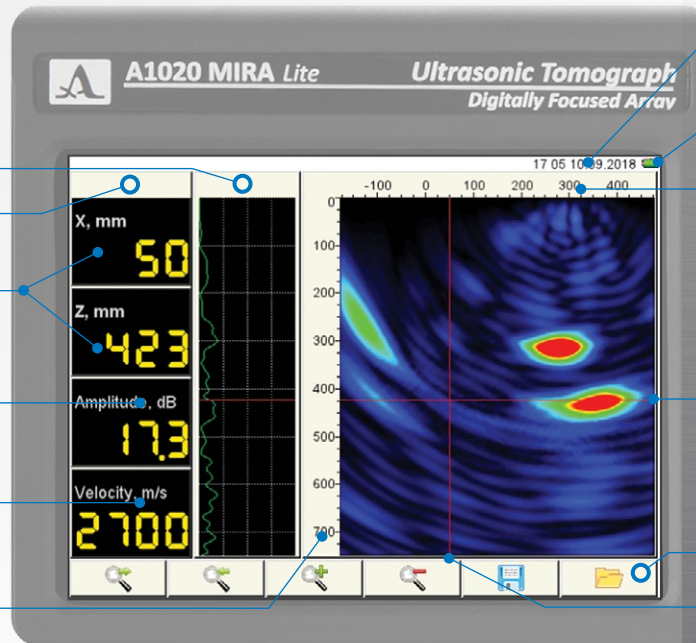 A1020 MIRA Lite
Ultrasonic Tomograph
Digitally Focused Array
17 05 10.09.2018
-100 0 100 200 300 400
X, mm
50
Z, mm
423
Amplitude, dB
17.3
Velocity, m/s
2700
0
100
200
300
400
500
600
700